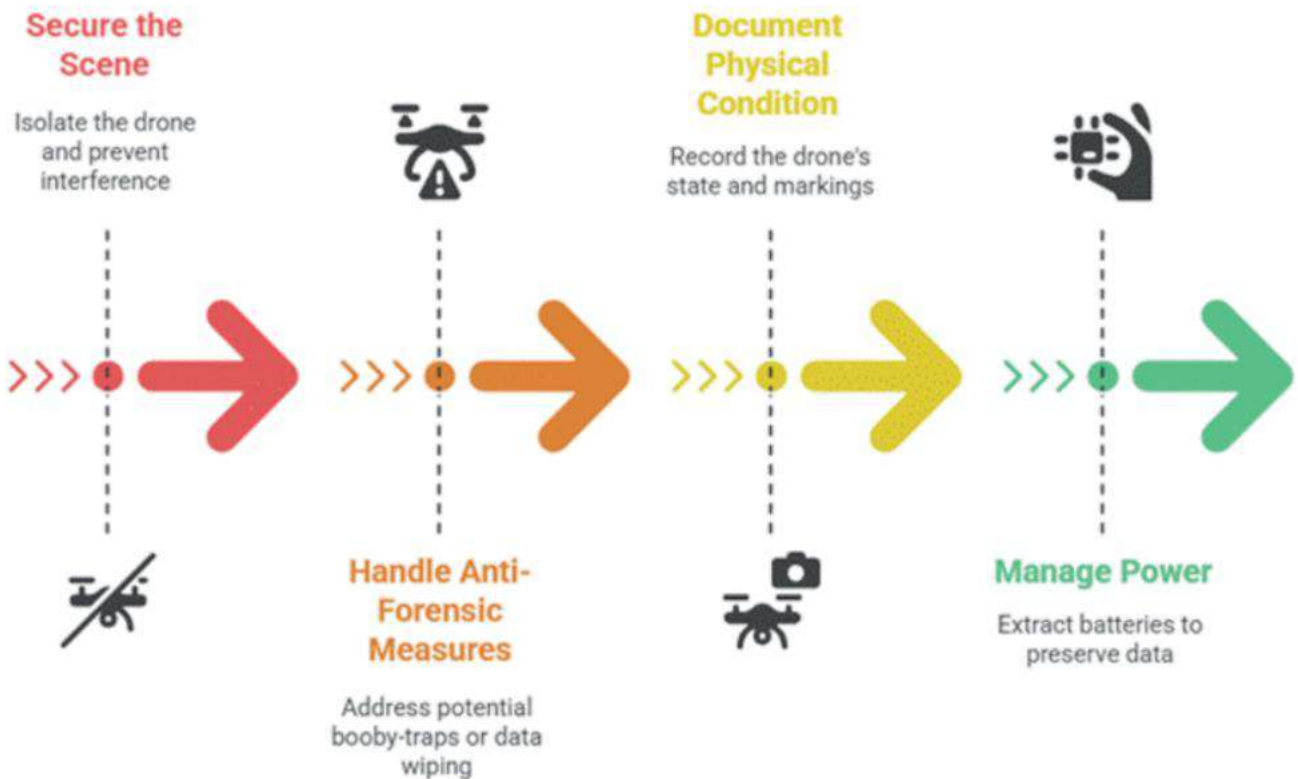 Secure the
Scene
Isolate the drone
and prevent
interference
Handle Anti-
Forensic
Measures
Address potential
booby-traps or data
wiping
Document
Physical
Condition
Record the drone's
state and markings
Manage Power
Extract batteries to
preserve data